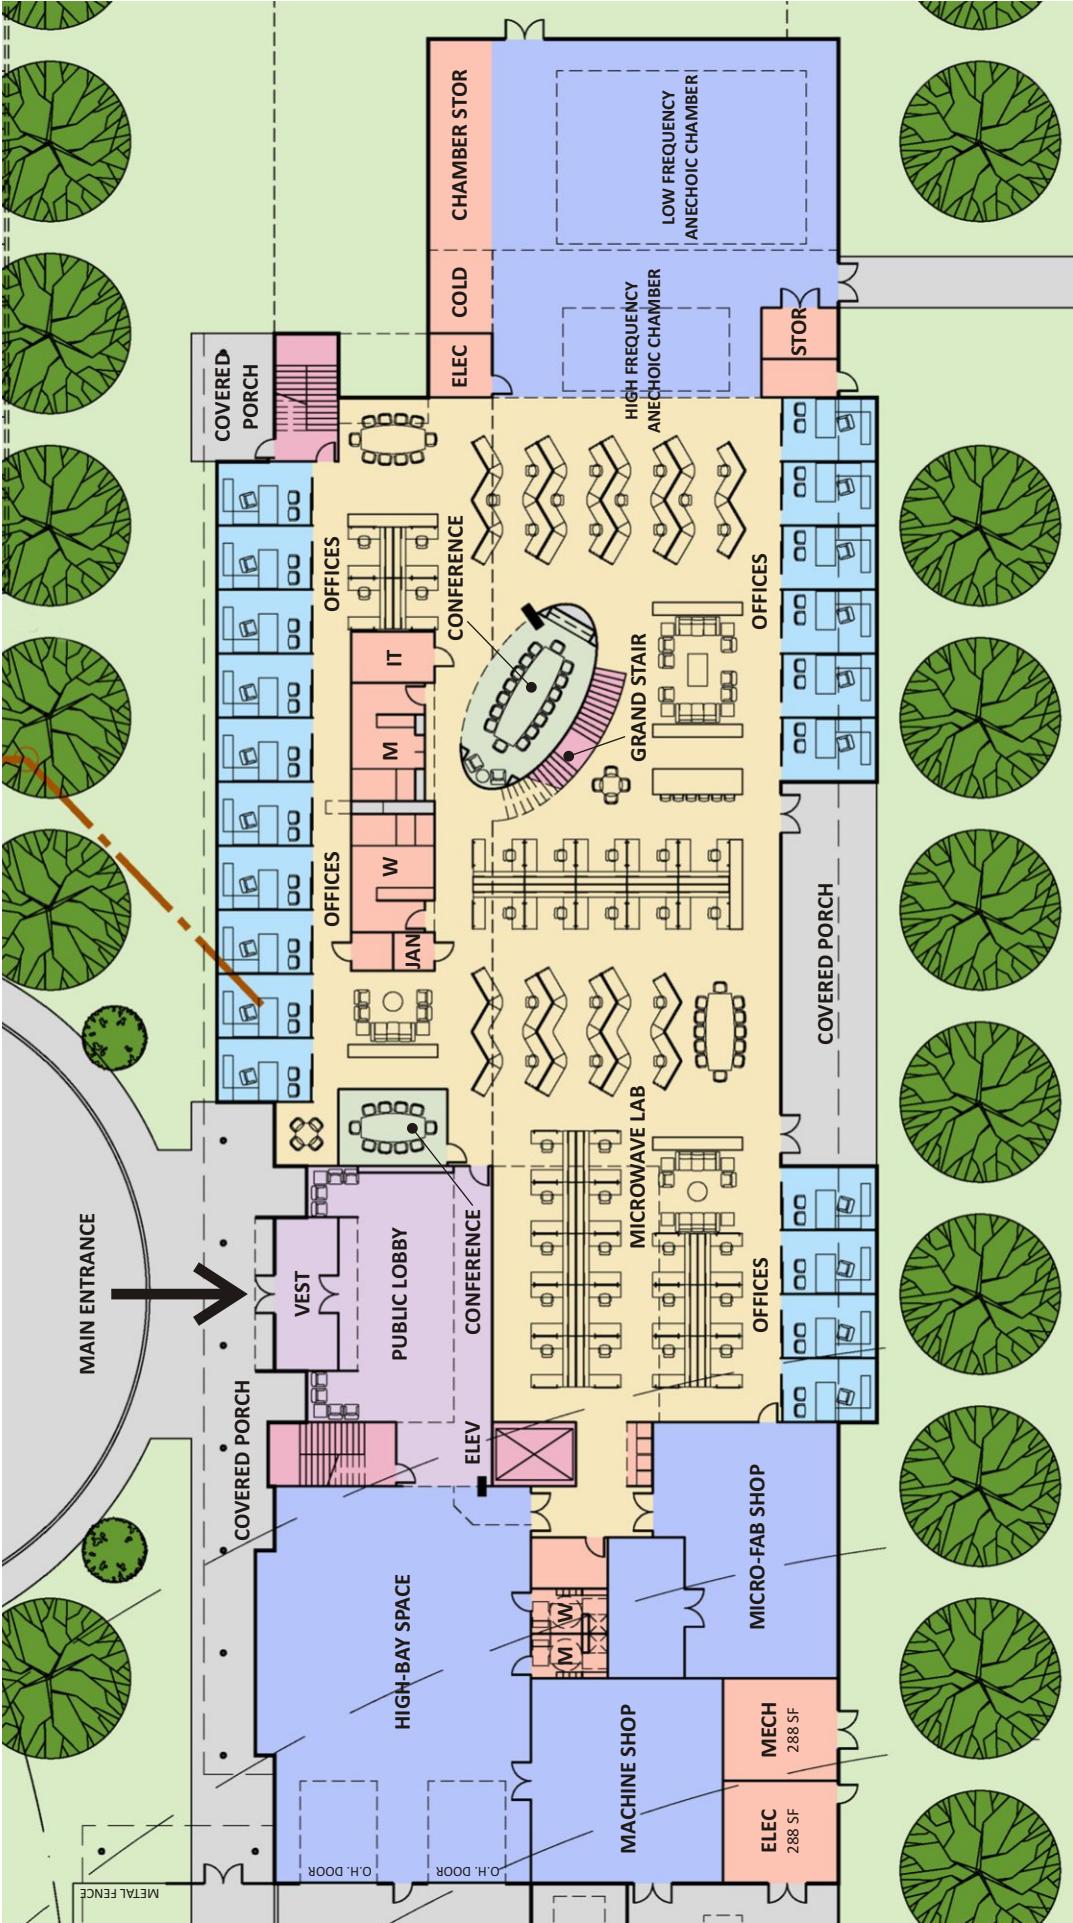 CHAMBER STOR
LOW FREQUENCY
ANECHOIC CHAMBER
COLD
HIGH FREQUENCY
ANECHOIC CHAMBER
STOR
ELEC
COVERED
PORCH
OFFICES
CONFERENCE
OFFICES
IT
GRAND STAIR
M
OFFICES
W
JAN
COVERED PORCH
MICROWAVE LAB
MAIN ENTRANCE
VEST
PUBLIC LOBBY
CONFERENCE
OFFICES
COVERED PORCH
ELEV
MICRO-FAB SHOP
HIGH-BAY SPACE
W
M
MACHINE SHOP
MECH
288 SF
ELEC
288 SF
O.H. DOOR
O.H. DOOR
METAL FENCE